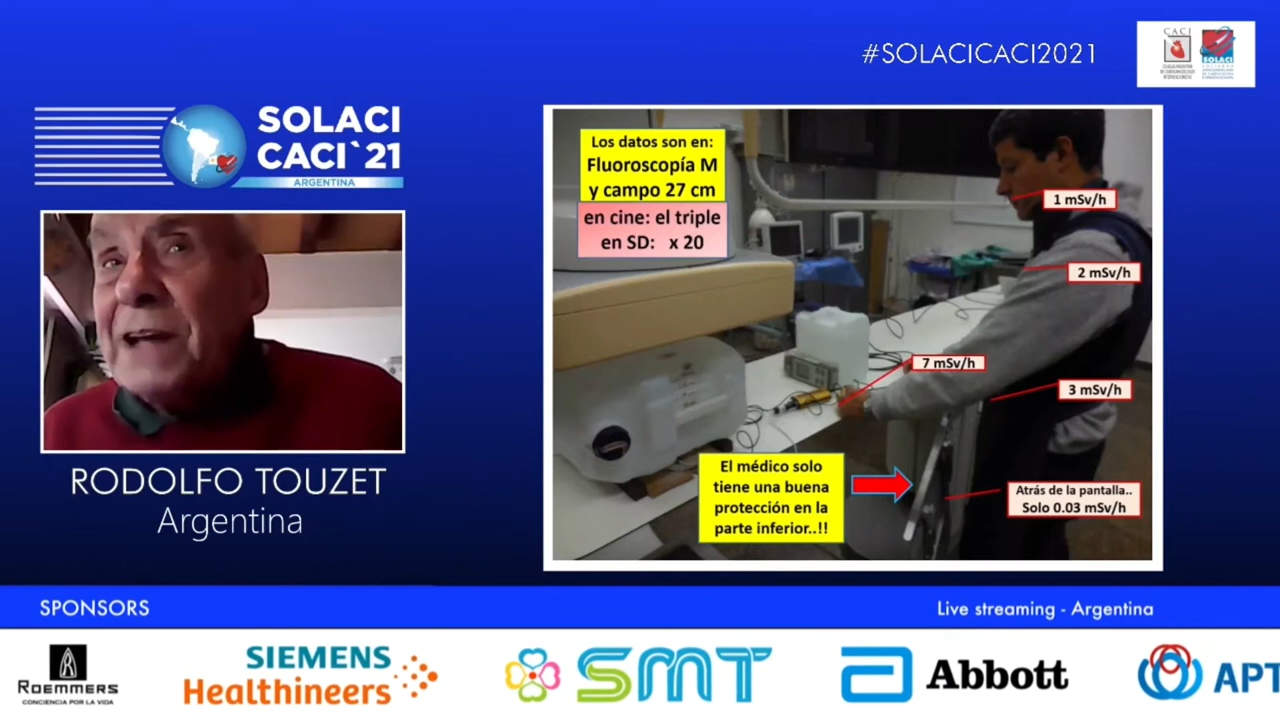 #SOLACICACI2021
CACI
SOLACI
SOLACI
CACI`21
ARGENTINA
RODOLFO TOUZET
Argentina
Los datos son en:
Fluoroscopía M
y campo 27 cm
en cine: el triple
en SD: x 20
1 mSv/h
2 mSv/h
7 mSv/h
3 mSv/h
El médico solo
tiene una buena
protección en la
parte inferior..!!
Atrás de la pantalla..
Solo 0.03 mSv/h
SPONSORS
Live streaming - Argentina
ROEMMERS
CONCIENCIA POR LA VIDA
SIEMENS
Healthineers
SMT
Abbott
APT